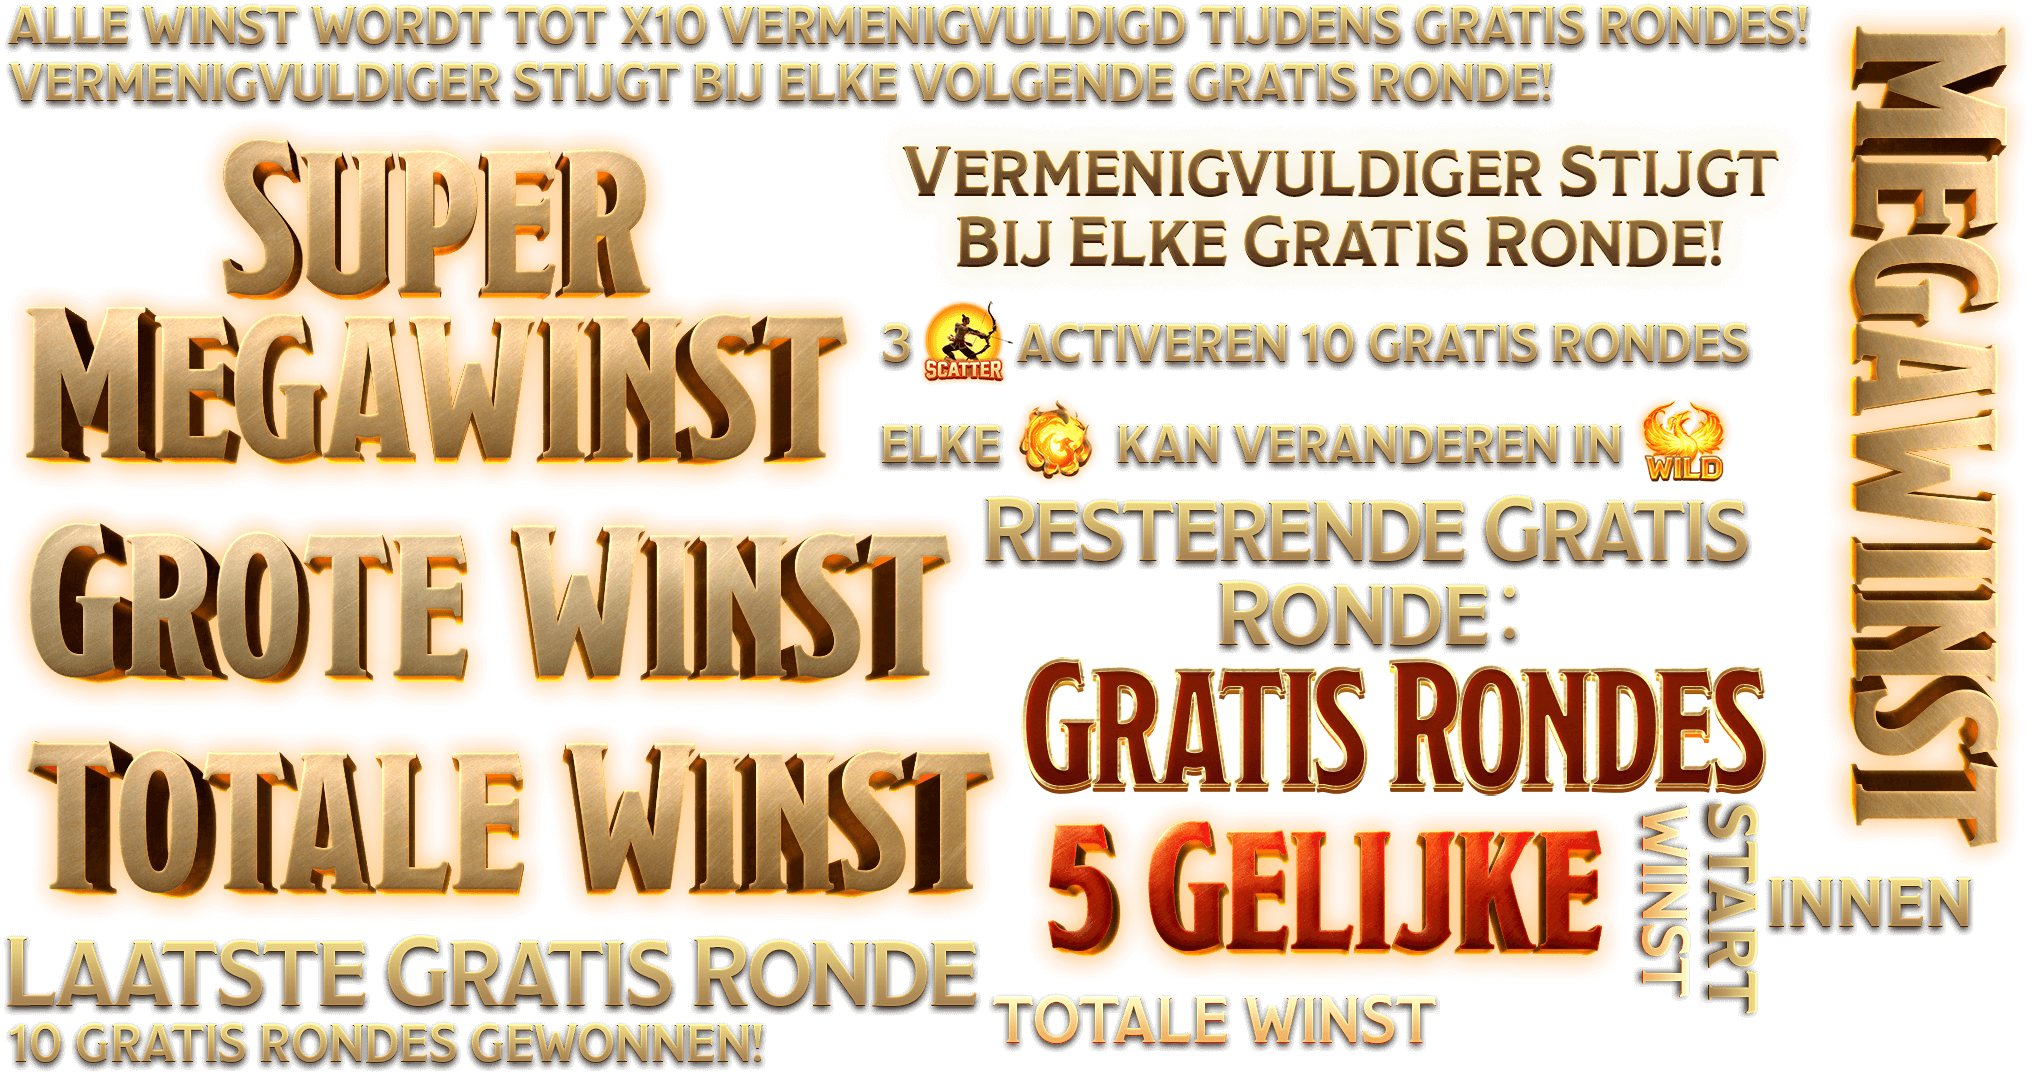 ALLE WINST WORDT TOT X10 VERMENIGVULDIGD TIJDENS GRATIS RONDES!
VERMENIGVULDIGER STIJGT BIJ ELKE VOLGENDE GRATIS RONDE!
SUPER
MEGAWINST
VERMENIGVULDIGER STIJGT
BIJ ELKE GRATIS RONDE!
3 SCATTER ACTIVEREN 10 GRATIS RONDES
ELKE KAN VERANDEREN IN WILD
MEGAWINST
GROTE WINST
RESTERENDE GRATIS
RONDE:
GRATIS RONDES
TOTALE WINST
5 GELIJKE
WINST
START
INNEN
LAATSTE GRATIS RONDE
10 GRATIS RONDES GEWONNEN!
TOTALE WINST